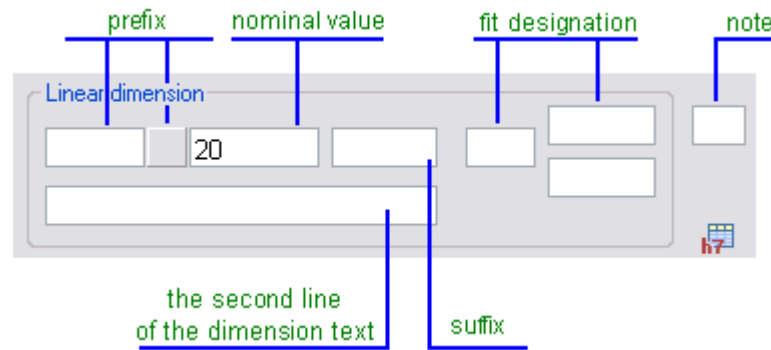 prefix
nominal value
fit designation
note
Linear dimension
20
h7
the second line
of the dimension text
suffix